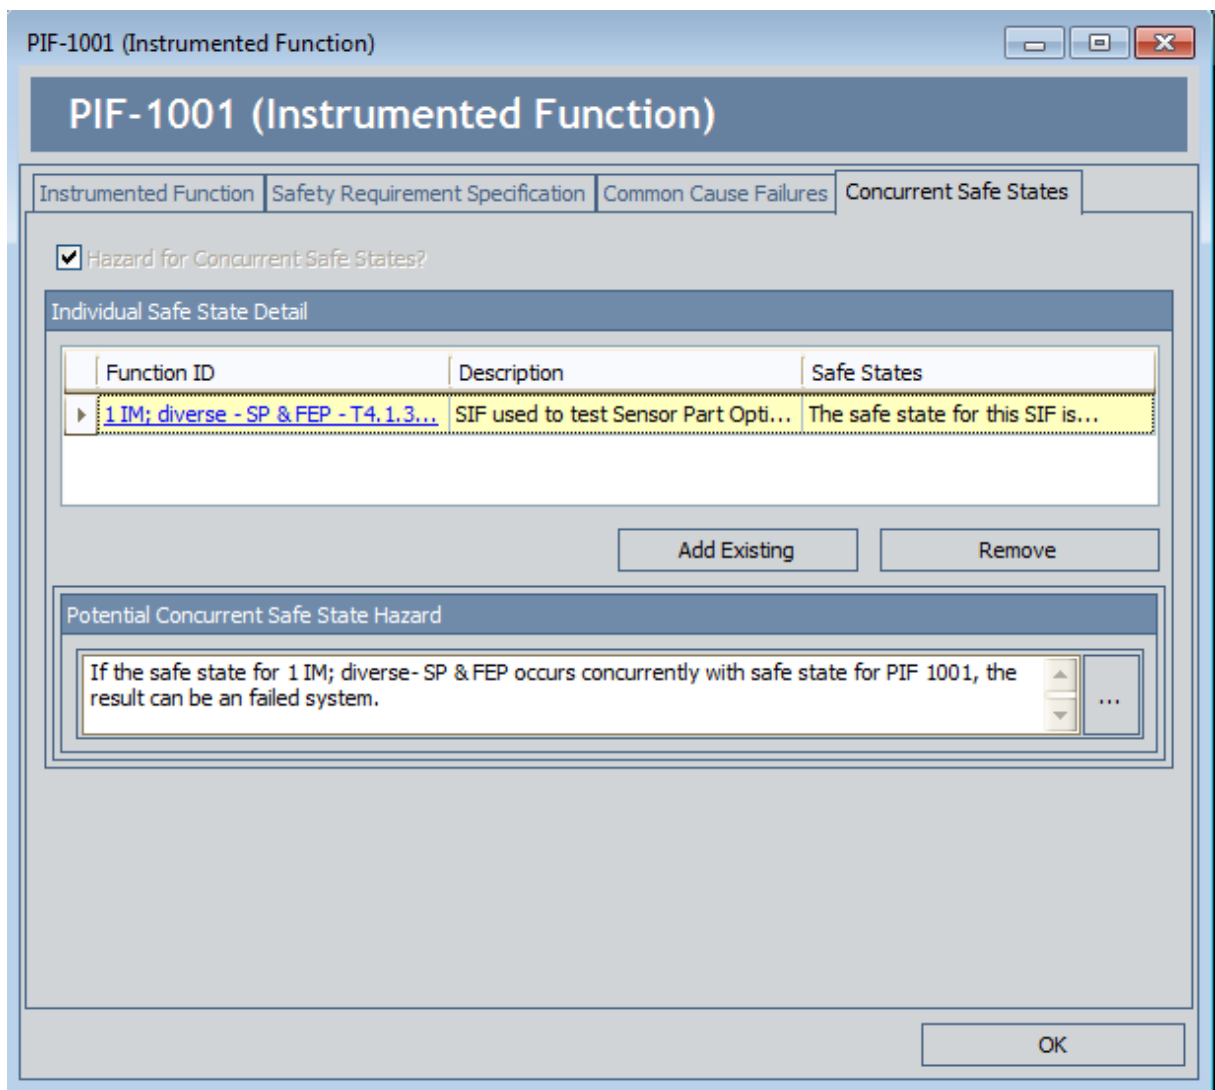 PIF-1001 (Instrumented Function)
PIF-1001 (Instrumented Function)
Instrumented Function Safety Requirement Specification Common Cause Failures Concurrent Safe States
Hazard for Concurrent Safe States?
Individual Safe State Detail
Function ID Description Safe States
1 IM; diverse - SP & FEP - T4.1.3... SIF used to test Sensor Part Opti... The safe state for this SIF is...
Add Existing Remove
Potential Concurrent Safe State Hazard
If the safe state for 1 IM; diverse- SP & FEP occurs concurrently with safe state for PIF 1001, the
result can be an failed system.
...
OK